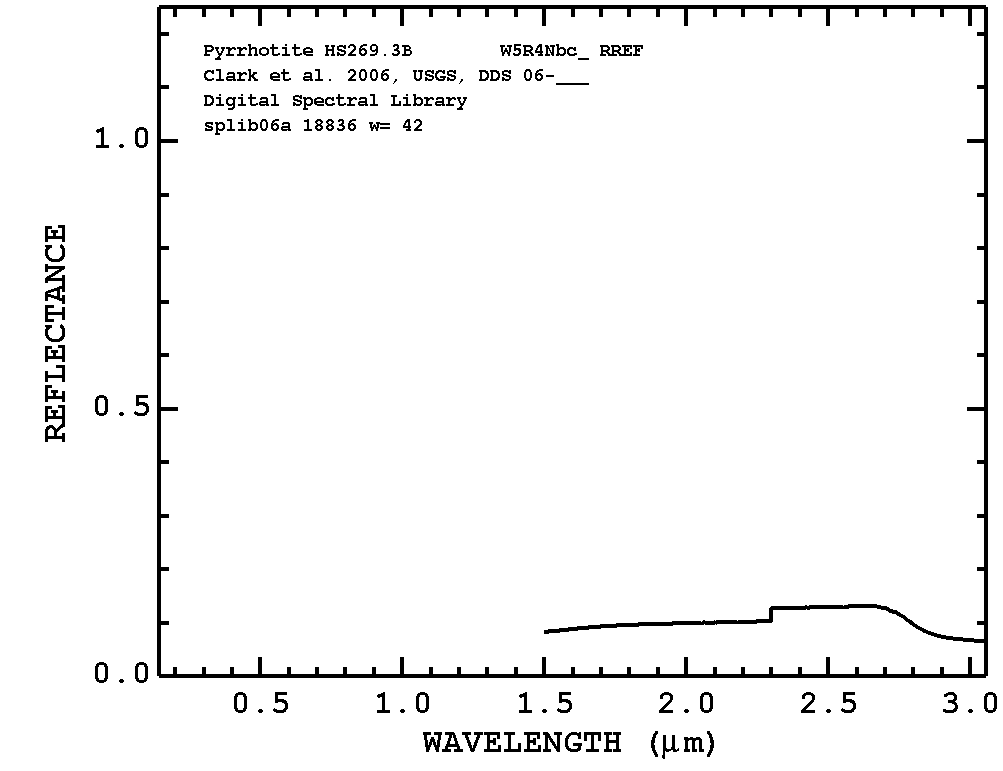 Pyrrhotite HS269.3B W5R4Nbc_ RREF
Clark et al. 2006, USGS, DDS 06-___
Digital Spectral Library
splib06a 18836 w= 42
1.0
0.5
0.0
REFLECTANCE
0.5 1.0 1.5 2.0 2.5 3.0
WAVELENGTH (μm)